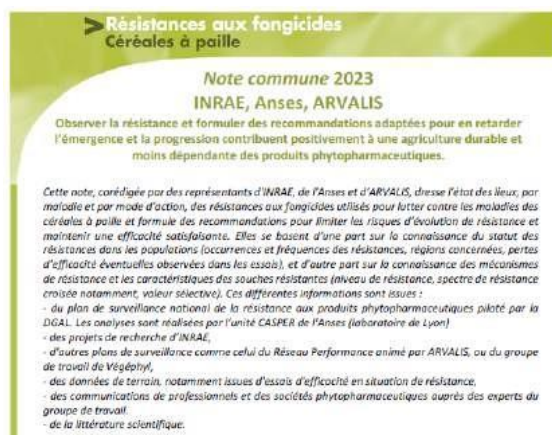 >Résistances aux fongicides
Céréales à paille
Note commune 2023
INRAE, Anses, ARVALIS
Observer la résistance et formuler des recommandations adaptées pour en retarder
l'émergence et la progression contribuent positivement à une agriculture durable et
moins dépendante des produits phytopharmaceutiques.
Cette note, corédigée par des représentants d'INRAE, de l'Anses et d'ARVALIS, dresse l'état des lieux, par
maladie et par mode d'action, des résistances aux fongicides utilisés pour lutter contre les maladies des
céréales à paille et formule des recommandations pour limiter les risques d'évolution de résistance et
maintenir une efficacité satisfaisante. Elles se basent d'une part sur la connaissance du statut des
résistances dans les populations (occurrences et fréquences des résistances, régions concernées, pertes
d'efficacité éventuelles observées dans les essais), et d'autre part sur la connaissance des mécanismes
de résistance et les caractéristiques des souches résistantes (niveau de résistance, spectre de résistance
croisée notamment, valeur sélective). Ces différentes informations sont issues :
- du plan de surveillance national de la résistance aux produits phytopharmaceutiques piloté par la
DGAL. Les analyses sont réalisées par l'unité CASPER de l'Anses (laboratoire de Lyon)
- des projets de recherche d'INRAE,
- d'autres plans de surveillance comme celui du Réseau Performance animé par ARVALIS, ou du groupe
de travail de Végéphyl,
- des données de terrain, notamment issues d'essais d'efficacité en situation de résistance,
- des communications de professionnels et des sociétés phytopharmaceutiques auprès des experts du
groupe de travail.
- de la littérature scientifique.